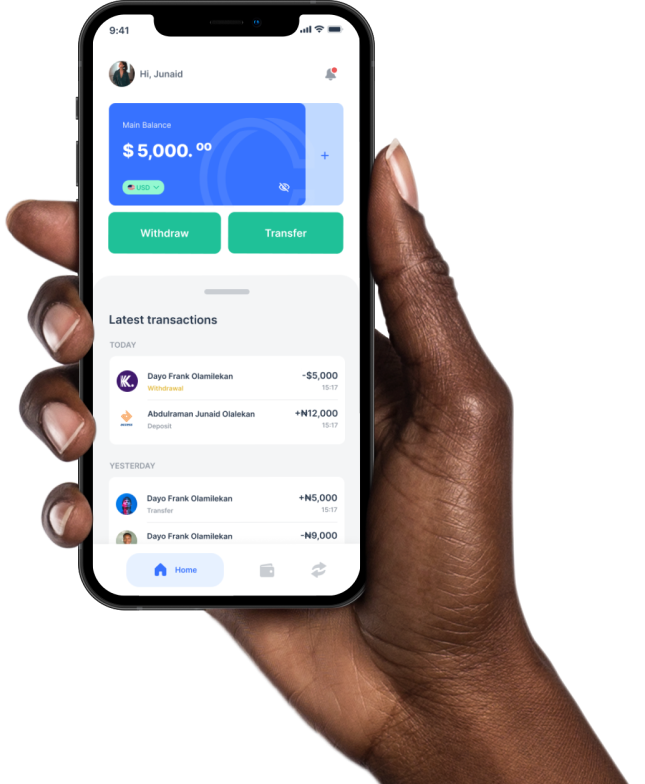 9:41
Hi, Junaid
Main Balance
$ 5,000. 00
+
USD
Withdraw
Transfer
Latest transactions
TODAY
K.
Dayo Frank Olamilekan
-$5,000
Withdrawal
15:17
Abdulraman Junaid Olalekan
+₦12,000
Deposit
15:17
YESTERDAY
Dayo Frank Olamilekan
+₦5,000
Transfer
15:17
Dayo Frank Olamilekan
-₦9,000
Home